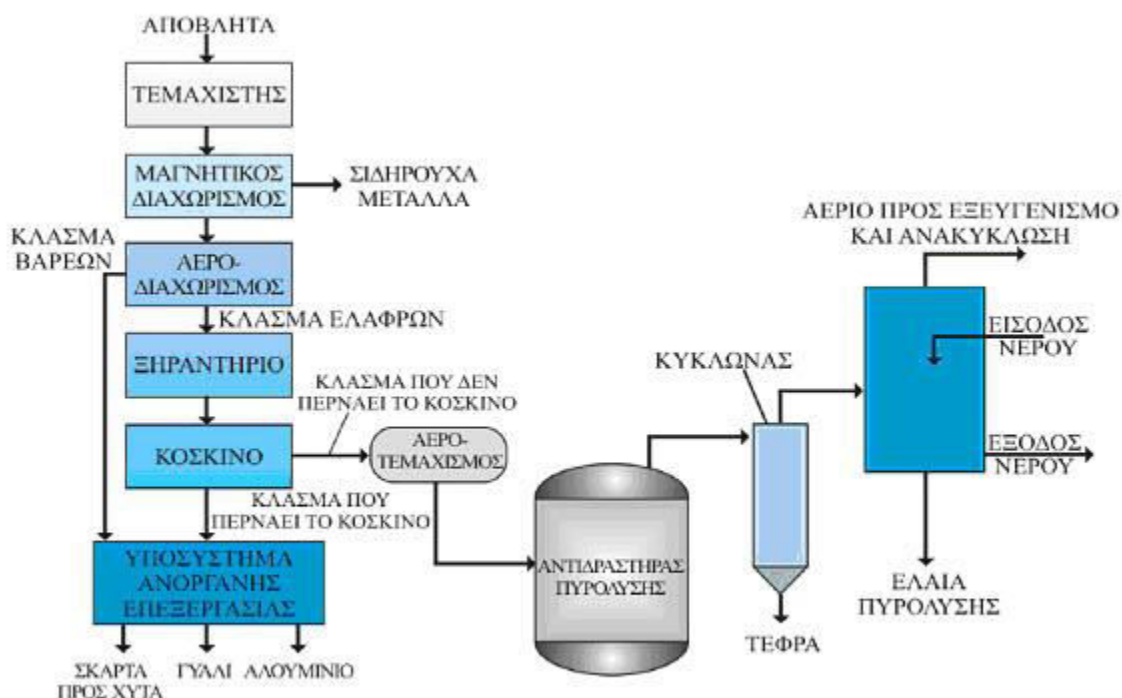 ΑΠΟΒΛΗΤΑ
ΤΕΜΑΧΙΣΤΗΣ
ΜΑΓΝΗΤΙΚΟΣ
ΔΙΑΧΩΡΙΣΜΟΣ
ΣΙΔΗΡΟΥΧΑ
ΜΕΤΑΛΛΑ
ΚΛΑΣΜΑ
ΒΑΡΕΩΝ
ΑΕΡΟ-
ΔΙΑΧΩΡΙΣΜΟΣ
ΚΛΑΣΜΑ ΕΛΑΦΡΩΝ
ΞΗΡΑΝΤΗΡΙΟ
ΚΛΑΣΜΑ ΠΟΥ ΔΕΝ
ΠΕΡΝΑΕΙ ΤΟ ΚΟΣΚΙΝΟ
ΚΟΣΚΙΝΟ
ΑΕΡΟ-
ΤΕΜΑΧΙΣΜΟΣ
ΚΛΑΣΜΑ ΠΟΥ
ΠΕΡΝΑΕΙ ΤΟ ΚΟΣΚΙΝΟ
ΥΠΟΣΥΣΤΗΜΑ
ΑΝΟΡΓΑΝΗΣ
ΕΠΕΞΕΡΓΑΣΙΑΣ
ΣΚΑΡΤΑ
ΠΡΟΣ ΧΥΤΑ
ΓΥΑΛΙ
ΑΛΟΥΜΙΝΙΟ
ΑΝΤΙΔΡΑΣΤΗΡΑΣ
ΠΥΡΟΛΥΣΗΣ
ΚΥΚΛΩΝΑΣ
ΤΕΦΡΑ
ΑΕΡΙΟ ΠΡΟΣ ΕΞΕΥΓΕΝΙΣΜΟ
ΚΑΙ ΑΝΑΚΥΚΛΩΣΗ
ΕΙΣΟΔΟΣ
ΝΕΡΟΥ
ΕΞΟΔΟΣ
ΝΕΡΟΥ
ΕΛΑΙΑ
ΠΥΡΟΛΥΣΗΣ